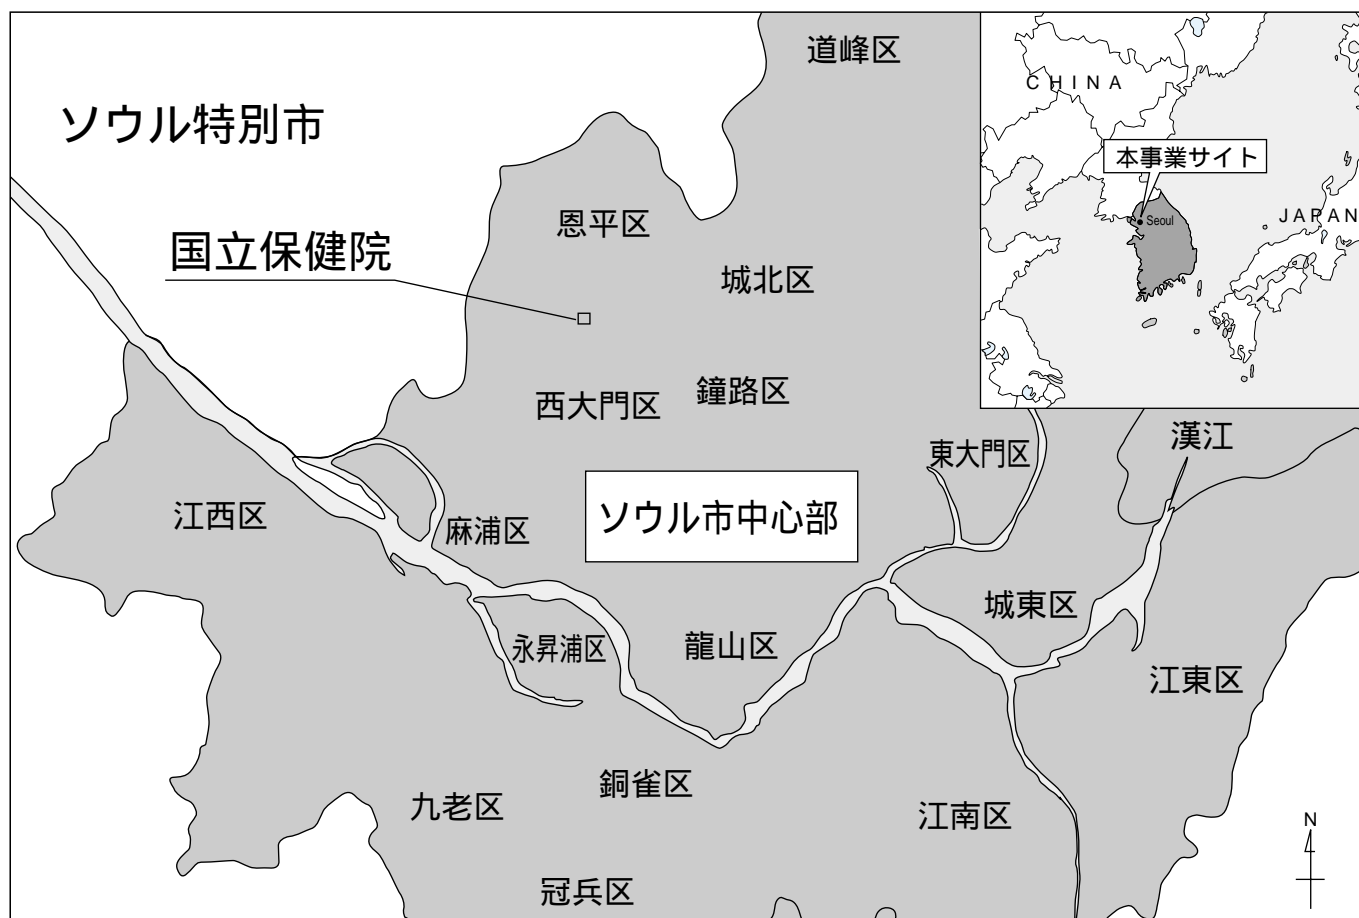 道峰区
CHINA
ソウル特別市
本事業サイト
Seoul
JAPAN
恩平区
国立保健院
城北区
鐘路区
西大門区
漢江
東大門区
江西区
麻浦区
ソウル市中心部
城東区
永昇浦区
龍山区
江東区
銅雀区
九老区
江南区
N
冠兵区